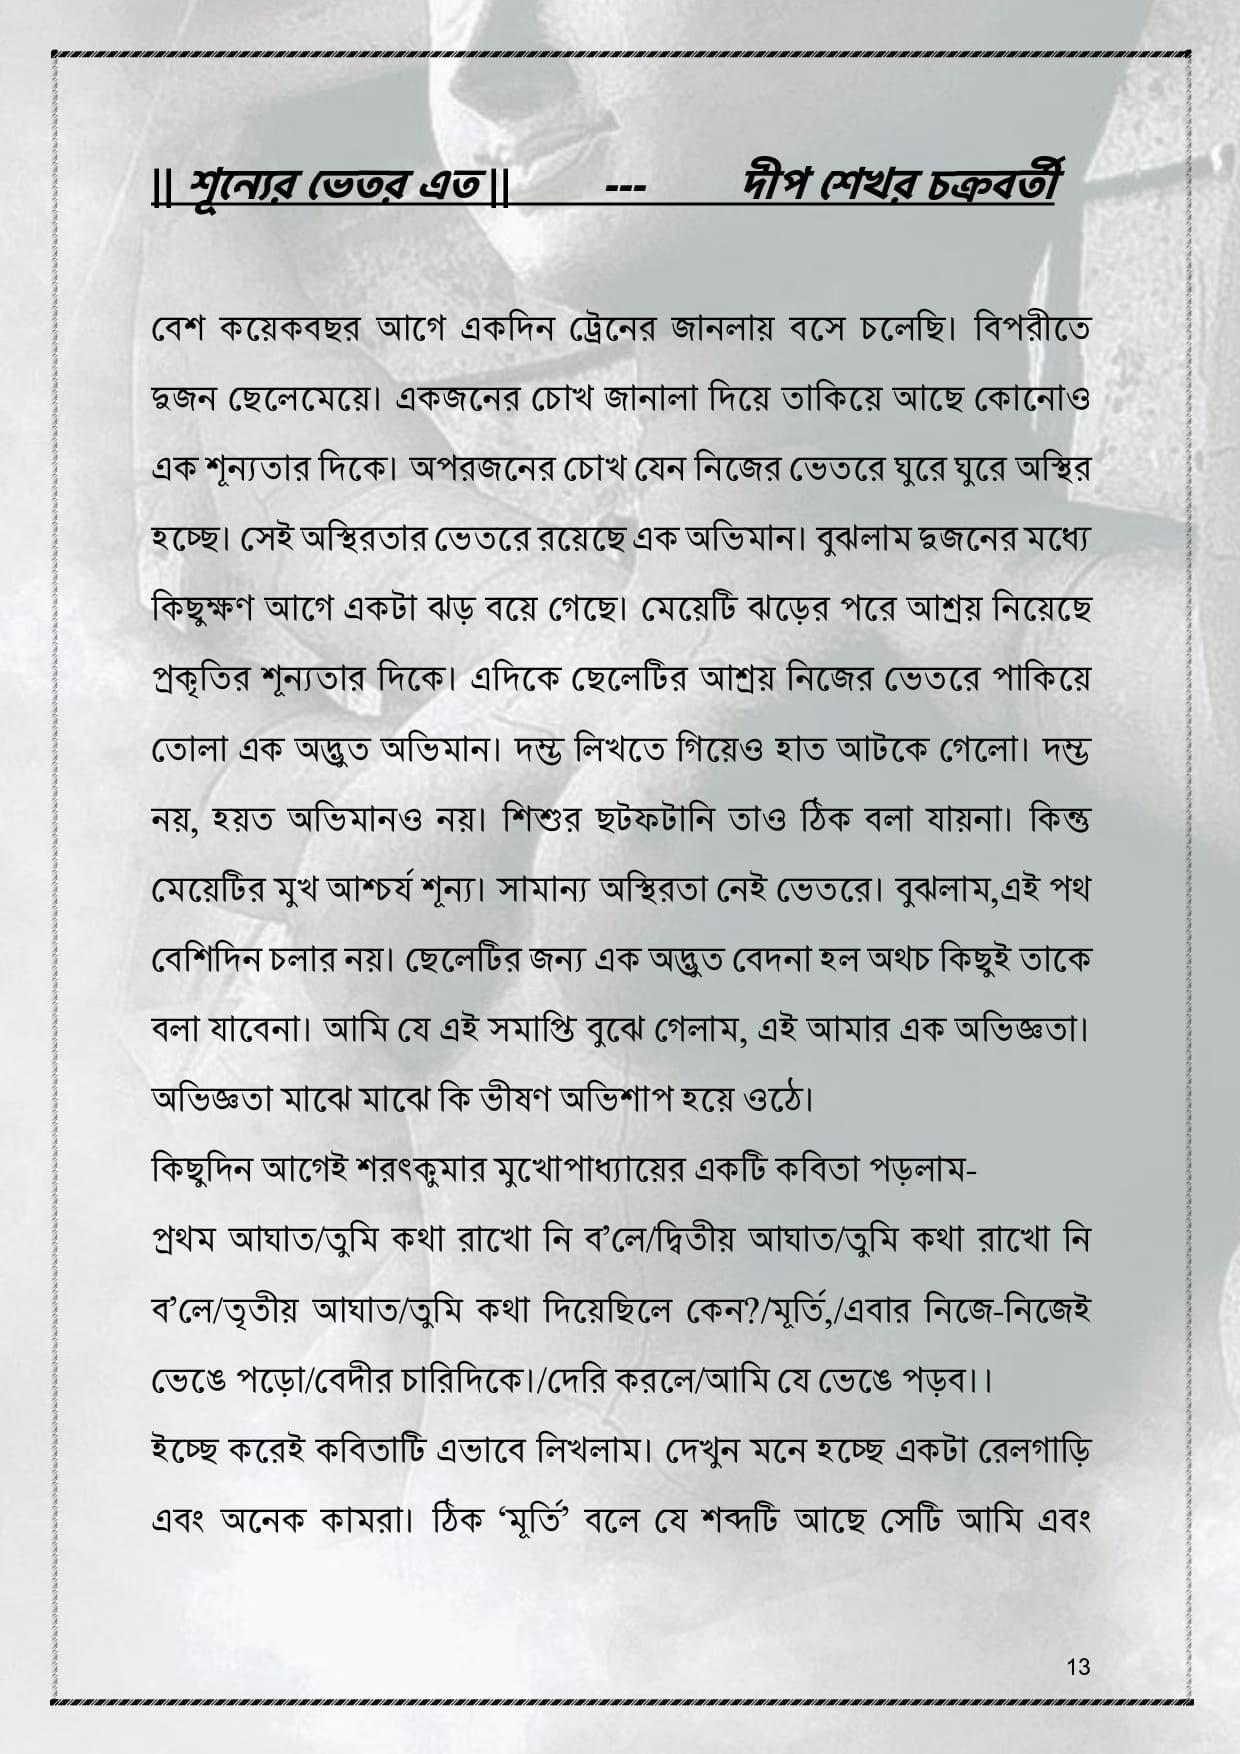 || শূন্যের ভেতর এত || --- দীপ শেখর চক্রবর্তী
বেশ কয়েকবছর আগে একদিন ট্রেনের জানলায় বসে চলেছি। বিপরীতে
দুজন ছেলেমেয়ে। একজনের চোখ জানালা দিয়ে তাকিয়ে আছে কোনোও
এক শূন্যতার দিকে। অপরজনের চোখ যেন নিজের ভেতরে ঘুরে ঘুরে অস্থির
হচ্ছে। সেই অস্থিরতার ভেতরে রয়েছে এক অভিমান। বুঝলাম দুজনের মধ্যে
কিছুক্ষণ আগে একটা ঝড় বয়ে গেছে। মেয়েটি ঝড়ের পরে আশ্রয় নিয়েছে
প্রকৃতির শূন্যতার দিকে। এদিকে ছেলেটির আশ্রয় নিজের ভেতরে পাকিয়ে
তোলা এক অদ্ভুত অভিমান। দম্ভ লিখতে গিয়েও হাত আটকে গেলো। দম্ভ
নয়, হয়ত অভিমানও নয়। শিশুর ছটফটানি তাও ঠিক বলা যায়না। কিন্তু
মেয়েটির মুখ আশ্চর্য শূন্য। সামান্য অস্থিরতা নেই ভেতরে। বুঝলাম,এই পথ
বেশিদিন চলার নয়। ছেলেটির জন্য এক অদ্ভুত বেদনা হল অথচ কিছুই তাকে
বলা যাবেনা। আমি যে এই সমাপ্তি বুঝে গেলাম, এই আমার এক অভিজ্ঞতা।
অভিজ্ঞতা মাঝে মাঝে কি ভীষণ অভিশাপ হয়ে ওঠে।
কিছুদিন আগেই শরৎকুমার মুখোপাধ্যায়ের একটি কবিতা পড়লাম-
প্রথম আঘাত/তুমি কথা রাখো নি ব’লে/দ্বিতীয় আঘাত/তুমি কথা রাখো নি
ব’লে/তৃতীয় আঘাত/তুমি কথা দিয়েছিলে কেন?/মূর্তি,/এবার নিজে-নিজেই
ভেঙে পড়ো/বেদীর চারিদিকে।/দেরি করলে/আমি যে ভেঙে পড়ব।।
ইচ্ছে করেই কবিতাটি এভাবে লিখলাম। দেখুন মনে হচ্ছে একটা রেলগাড়ি
এবং অনেক কামরা। ঠিক ‘মূর্তি’ বলে যে শব্দটি আছে সেটি আমি এবং
13